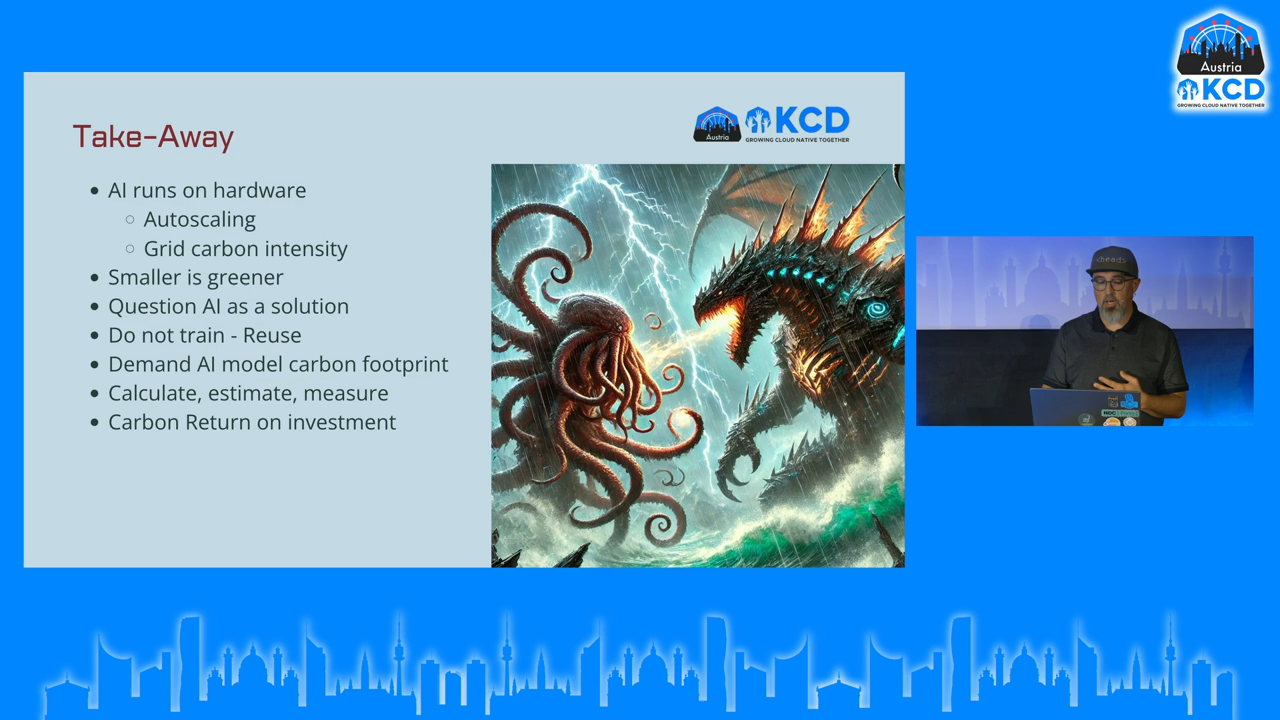 Austria
KCD
GROWING CLOUD NATIVE TOGETHER
Take-Away
Austria
KCD
GROWING CLOUD NATIVE TOGETHER
• AI runs on hardware
○ Autoscaling
○ Grid carbon intensity
• Smaller is greener
• Question AI as a solution
• Do not train - Reuse
• Demand AI model carbon footprint
• Calculate, estimate, measure
• Carbon Return on investment